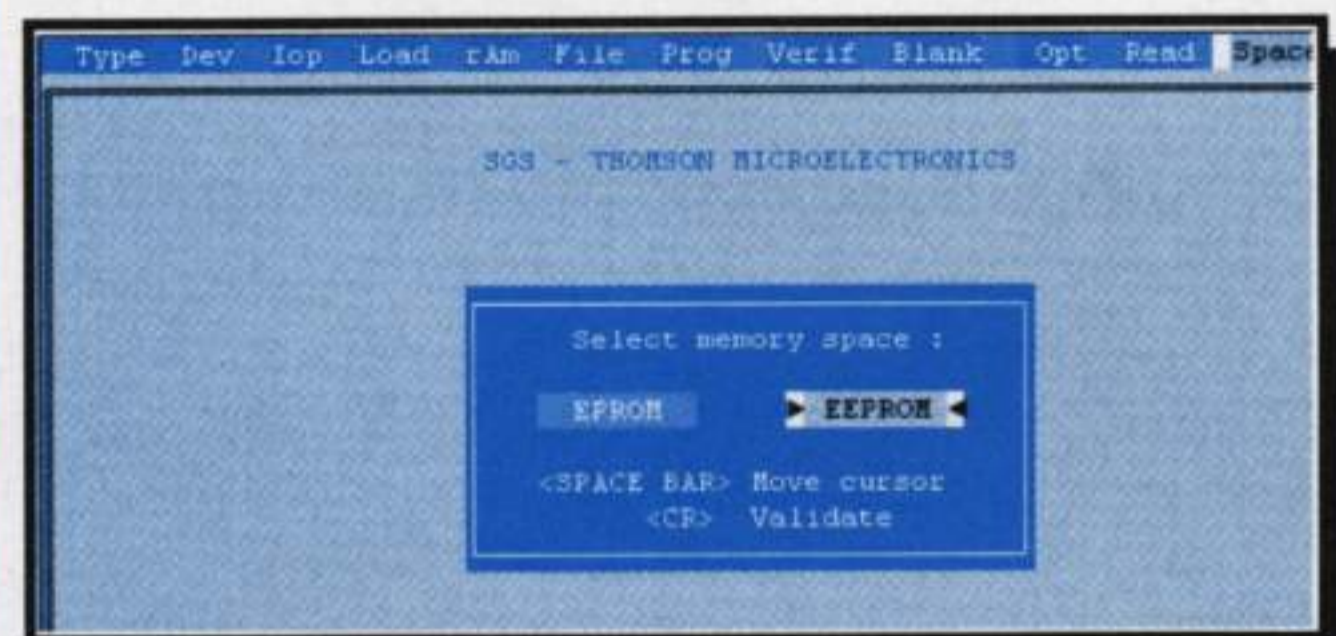 Type Dev Iop Load rAm File Prog Verif Blank Opt Read Space
SGS - THOMSON MICROELECTRONICS
Select memory space :
EPROM ► EEPROM ◄
<SPACE BAR> Move cursor
<CR> Validate